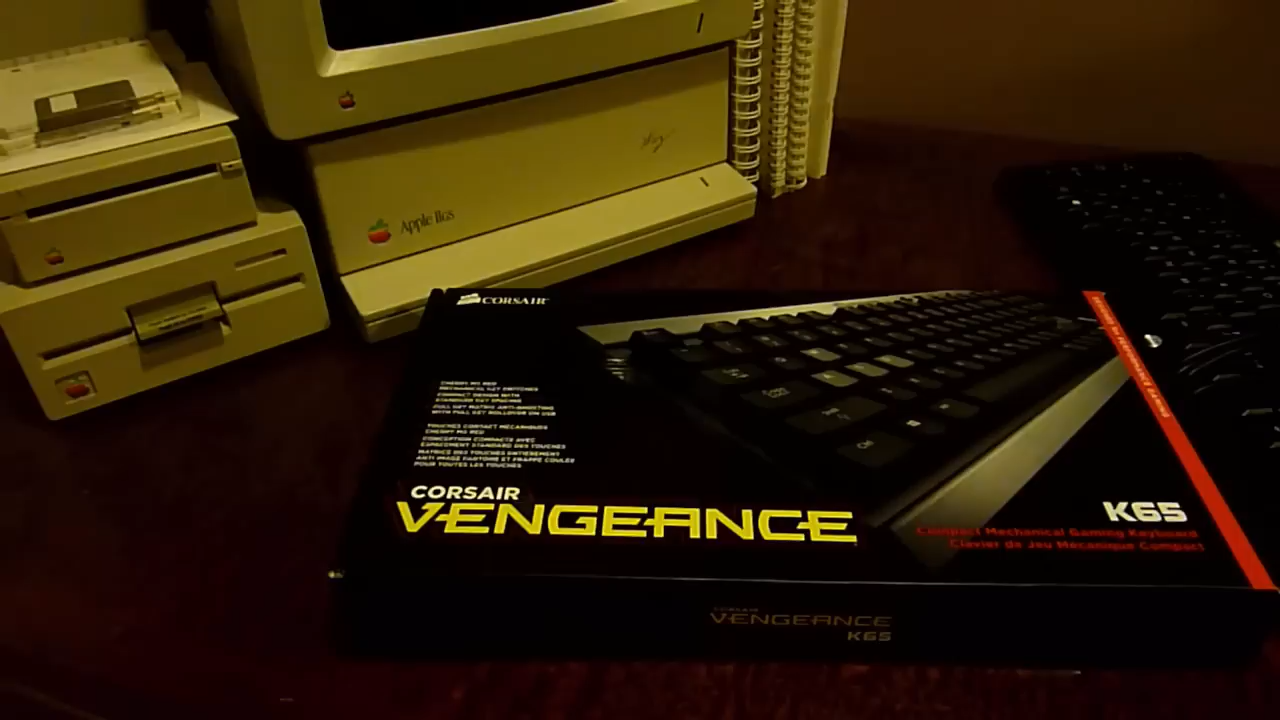 Apple IIGS
CORSAIR
CHERRY MX RED
MECHANICAL KEY SWITCHES
COMPACT DESIGN WITH
STANDARD KEY SPACING
FULL KEY MATRIX ANTI-GHOSTING
WITH FULL KEY ROLLOVER ON USB
TOUCHES CONTACT MÉCANIQUES
CHERRY MX RED
CONCEPTION COMPACTE AVEC
ESPACEMENT STANDARD DES TOUCHES
MATRICE DES TOUCHES ENTIÈREMENT
ANTI IMAGE FANTÔME ET FRAPPE COULÉE
POUR TOUTES LES TOUCHES
CORSAIR
VENGEANCE
K65
Compact Mechanical Gaming Keyboard
Clavier de Jeu Mécanique Compact
CORSAIR
VENGEANCE
K65